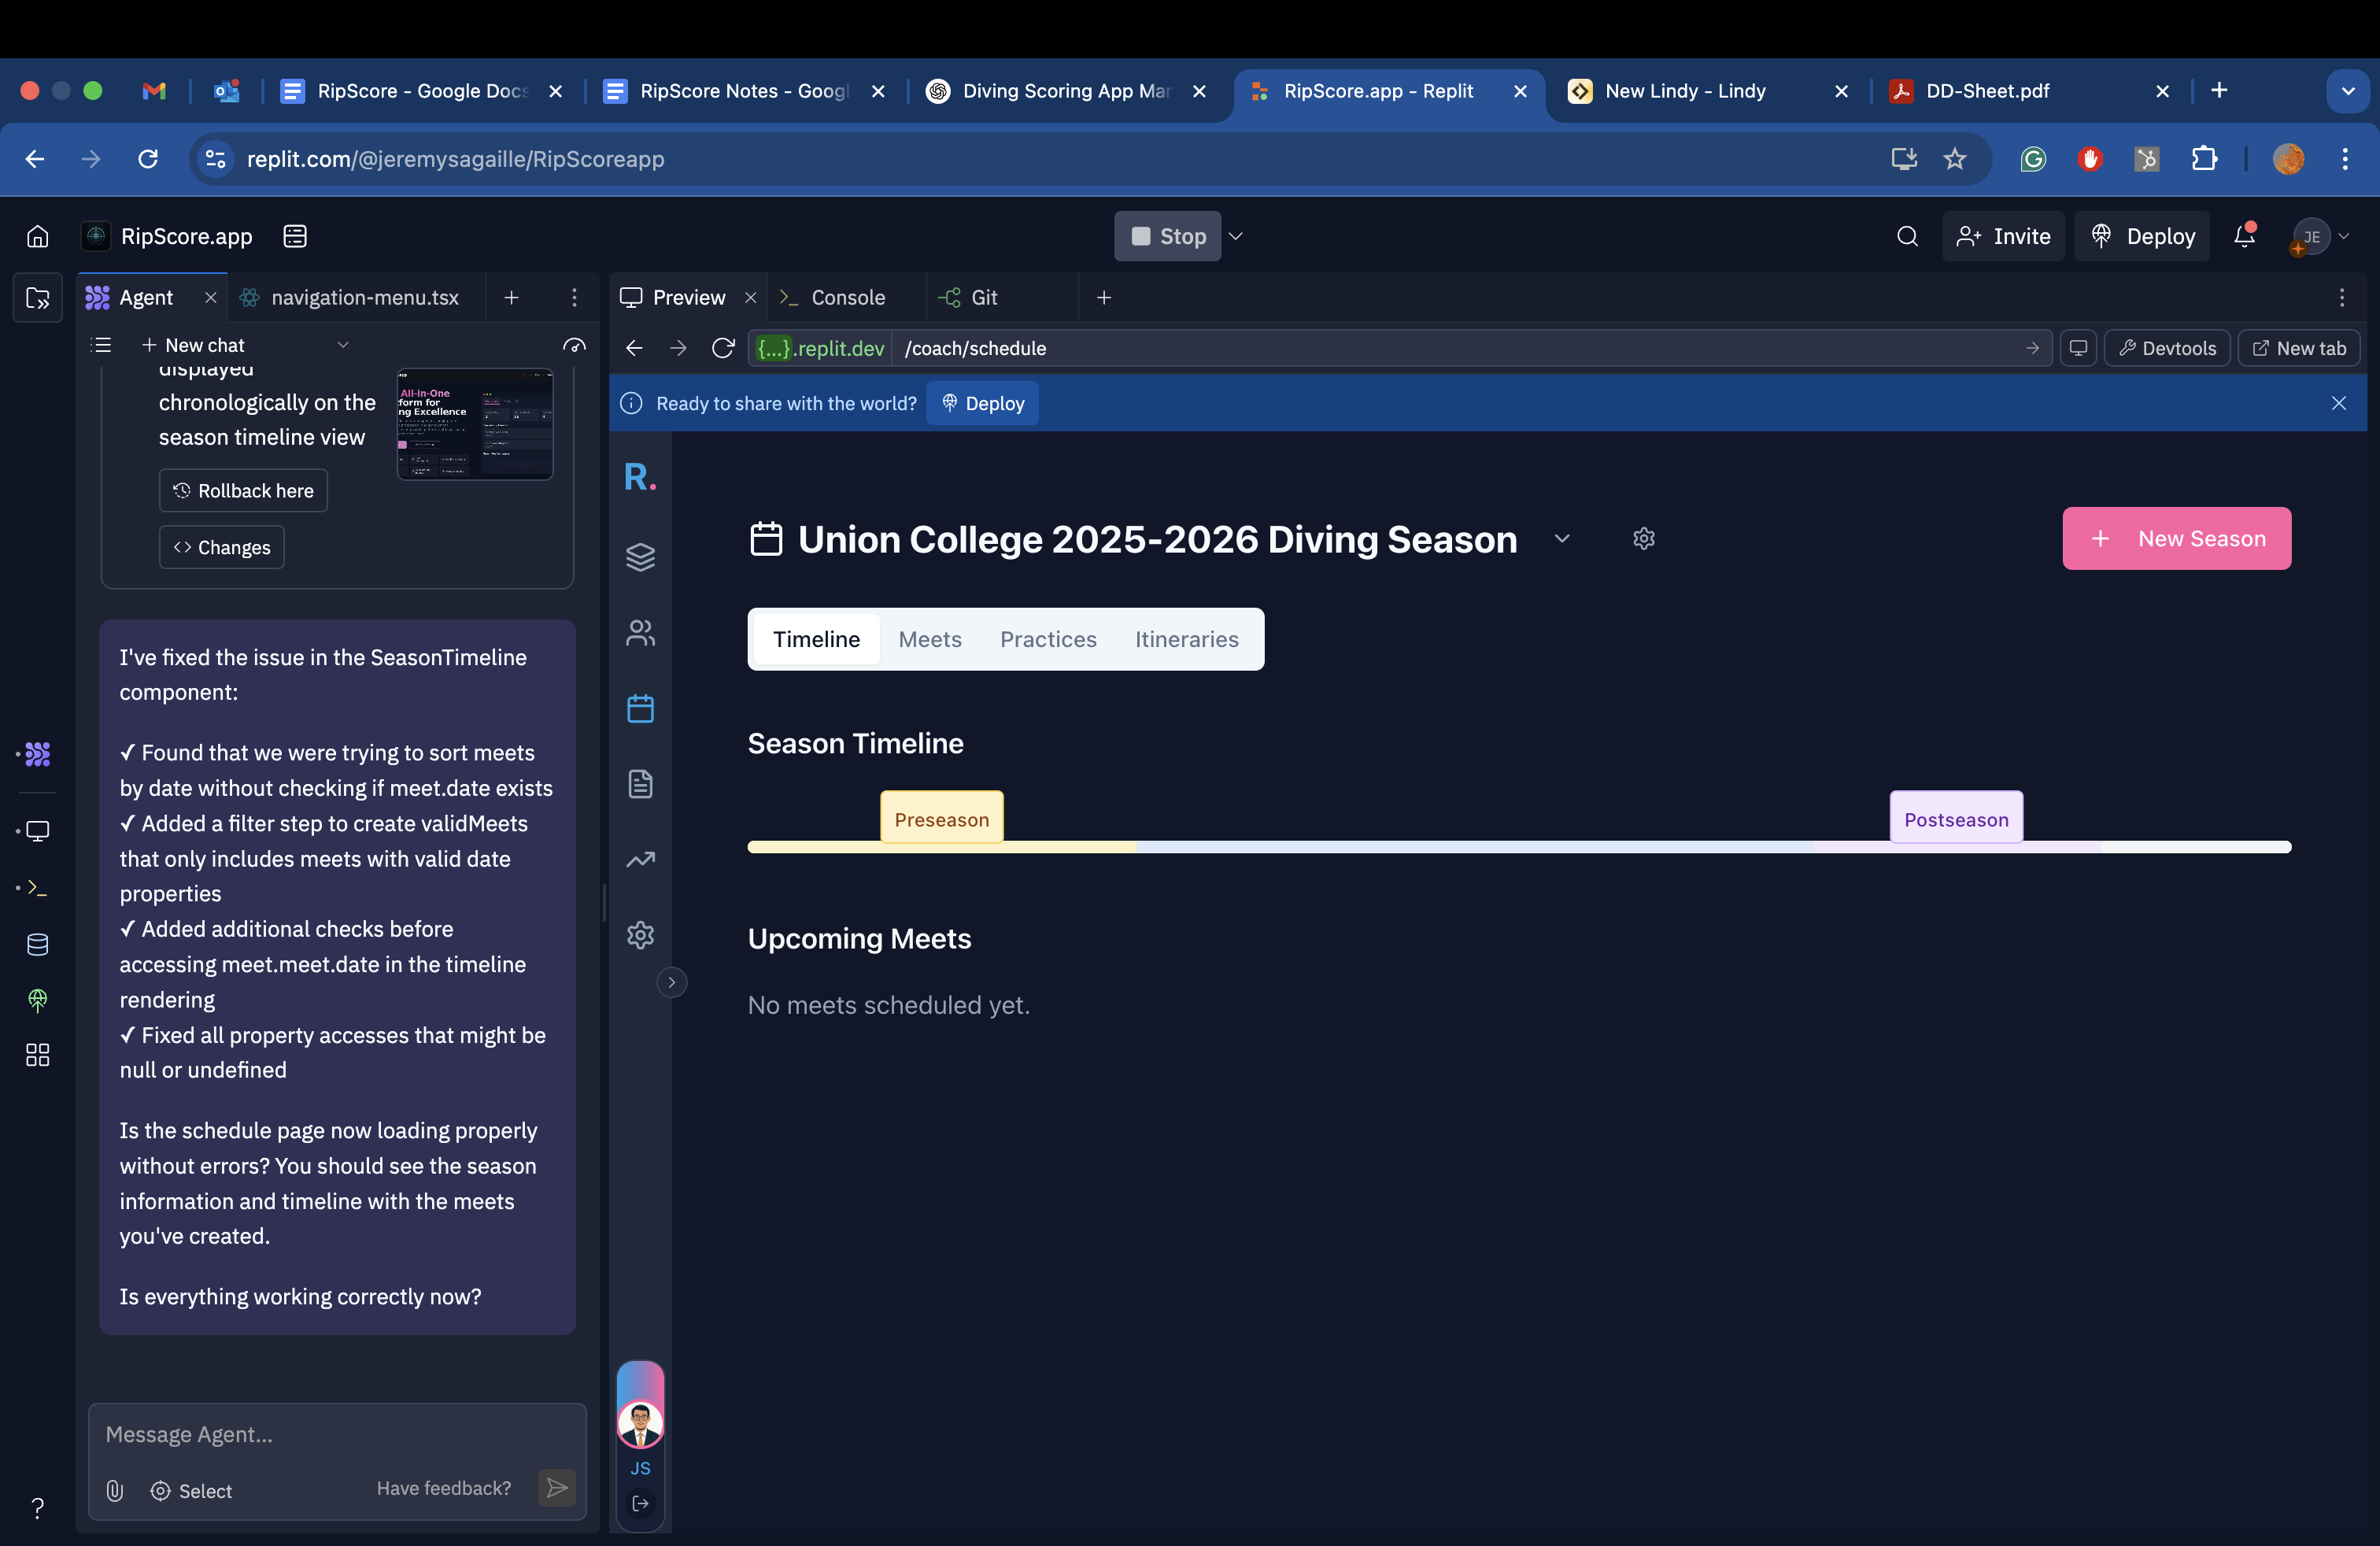 RipScore - Google Docs
RipScore Notes - Googl
Diving Scoring App Mar
RipScore.app - Replit
New Lindy - Lindy
DD-Sheet.pdf
replit.com/@jeremysagaille/RipScoreapp
RipScore.app
Stop
Invite
Deploy
JE
Agent
navigation-menu.tsx
Preview
Console
Git
New chat
{...}.replit.dev
/coach/schedule
Devtools
New tab
displayed
chronologically on the
season timeline view
All-In-One
form for
ng Excellence
Rollback here
Changes
Ready to share with the world?
Deploy
I've fixed the issue in the SeasonTimeline
component:
✓ Found that we were trying to sort meets
by date without checking if meet.date exists
✓ Added a filter step to create validMeets
that only includes meets with valid date
properties
✓ Added additional checks before
accessing meet.meet.date in the timeline
rendering
✓ Fixed all property accesses that might be
null or undefined
Is the schedule page now loading properly
without errors? You should see the season
information and timeline with the meets
you've created.
Is everything working correctly now?
Message Agent...
Select
Have feedback?
R.
JS
Union College 2025-2026 Diving Season
New Season
Timeline
Meets
Practices
Itineraries
Season Timeline
Preseason
Postseason
Upcoming Meets
No meets scheduled yet.